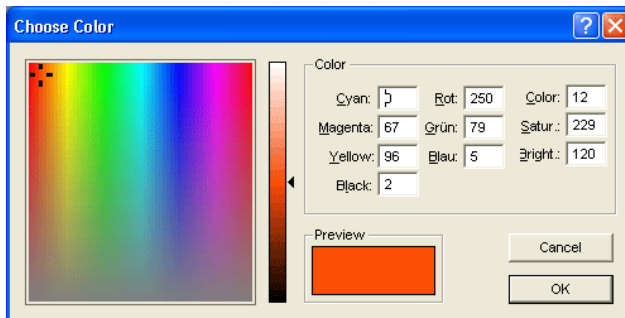 Choose Color
Color
Cyan: Rot: 250 Color: 12
Magenta: 67 Grün: 79 Satur.: 229
Yellow: 96 Blau: 5 Bright.: 120
Black: 2
Preview
Cancel
OK